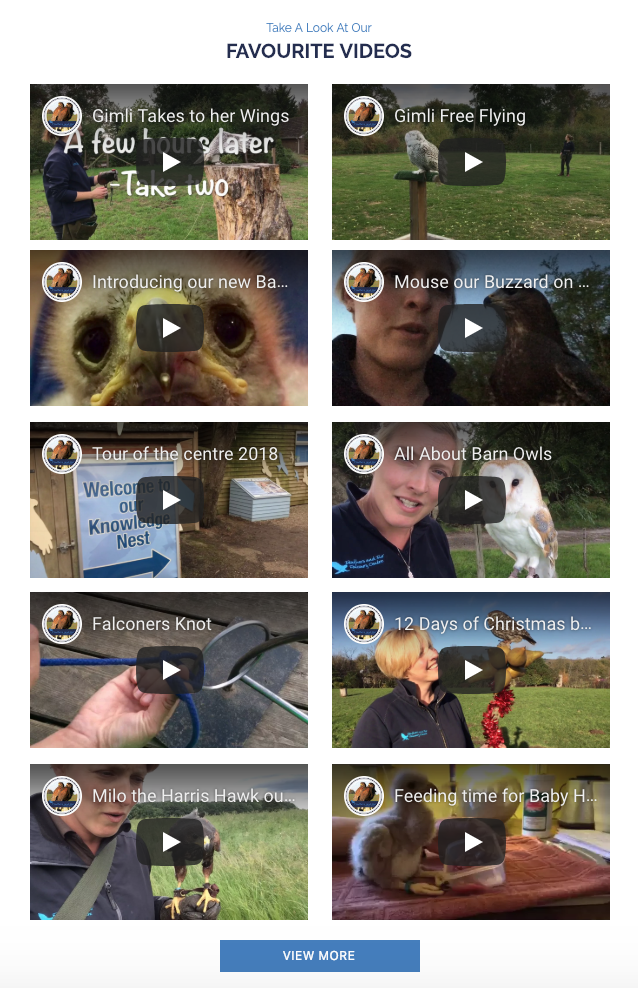 Take A Look At Our
FAVOURITE VIDEOS
Gimli Takes to her Wings
A few hours later
-Take two
Gimli Free Flying
Introducing our new Ba...
Mouse our Buzzard on ...
Tour of the centre 2018
Welcome to
our
Knowledge
Nest
All About Barn Owls
Falconers Knot
12 Days of Christmas b...
Milo the Harris Hawk ou...
Feeding time for Baby H...
VIEW MORE